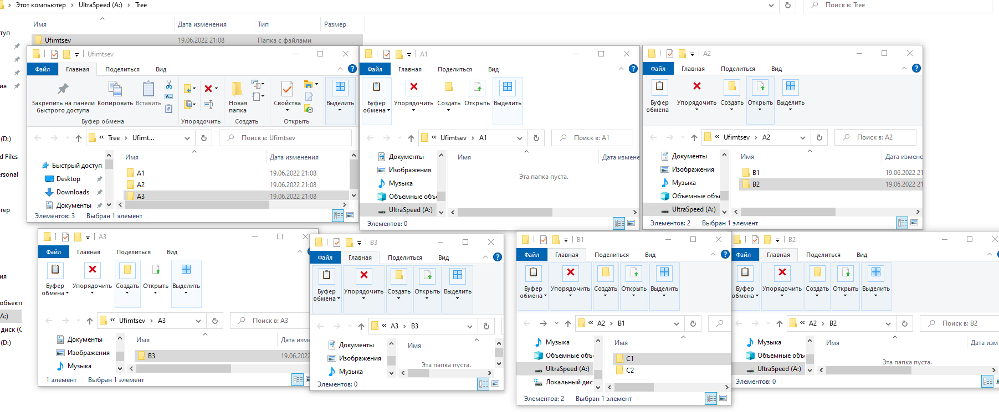 Этот компьютер › UltraSpeed (A:) › Tree
Поиск в: Tree
Имя Дата изменения Тип Размер
Ufimtsev 19.06.2022 21:08 Папка с файлами
Ufimtsev
Файл Главная Поделиться Вид
Закрепить на панели быстрого доступа
Копировать
Вставить
Новая папка
Свойства
Выделить
Буфер обмена Упорядочить Создать Открыть
« Tree › Ufimt...
Поиск в: Ufimtsev
Имя Дата изменения
Быстрый доступ
Desktop
Downloads
Документы
A1 19.06.2022 21:08
A2 19.06.2022 21:08
A3 19.06.2022 21:08
Элементов: 3 Выбран 1 элемент
A1
Файл Главная Поделиться Вид
Буфер обмена Упорядочить Создать Открыть Выделить
« Ufimtsev › A1
Поиск в: A1
Имя Дата измене
Документы
Изображения
Музыка
Объемные объ
UltraSpeed (A:)
Эта папка пуста.
Элементов: 0
A2
Файл Главная Поделиться Вид
Буфер обмена Упорядочить Создать Открыть Выделить
« Ufimtsev › A2
Поиск в: A2
Имя Дата измене
Документы
Изображения
Музыка
Объемные объ
UltraSpeed (A:)
B1 19.06.2022 21
B2 19.06.2022 21
Элементов: 2 Выбран 1 элемент
A3
Файл Главная Поделиться Вид
Буфер обмена Упорядочить Создать Открыть Выделить
« Ufimtsev › A3
Поиск в: A3
Имя Дата изме
Документы
Изображения
Музыка
B3 19.06.2022
1 элемент Выбран 1 элемент
B3
Файл Главная Поделиться Вид
Буфер обмена Упорядочить Создать Открыть Выделить
« A3 › B3
Имя
Документы
Изображения
Музыка
Эта папка пуста.
Элементов: 0
B1
Файл Главная Поделиться Вид
Буфер обмена Упорядочить Создать Открыть Выделить
« A2 › B1
Имя
Музыка
Объемные объ
UltraSpeed (A:)
Локальный дис
C1
C2
Элементов: 2 Выбран 1 элемент
B2
Файл Главная Поделиться Вид
Буфер обмена Упорядочить Создать Открыть Выделить
« A2 › B2
Поиск в: B2
Имя Дата изм
Музыка
Объемные объ
UltraSpeed (A:)
Эта папка пуста.
Элементов: 0
туп
ия
(D:)
d Files
ersonal
тер
ия
объект
A:)
диск (C
(D:)